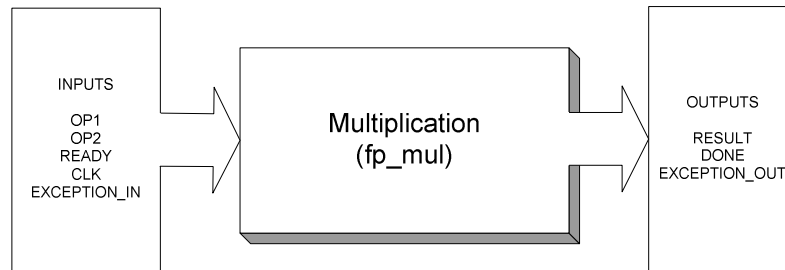 INPUTS
OP1
OP2
READY
CLK
EXCEPTION_IN
Multiplication
(fp_mul)
OUTPUTS
RESULT
DONE
EXCEPTION_OUT